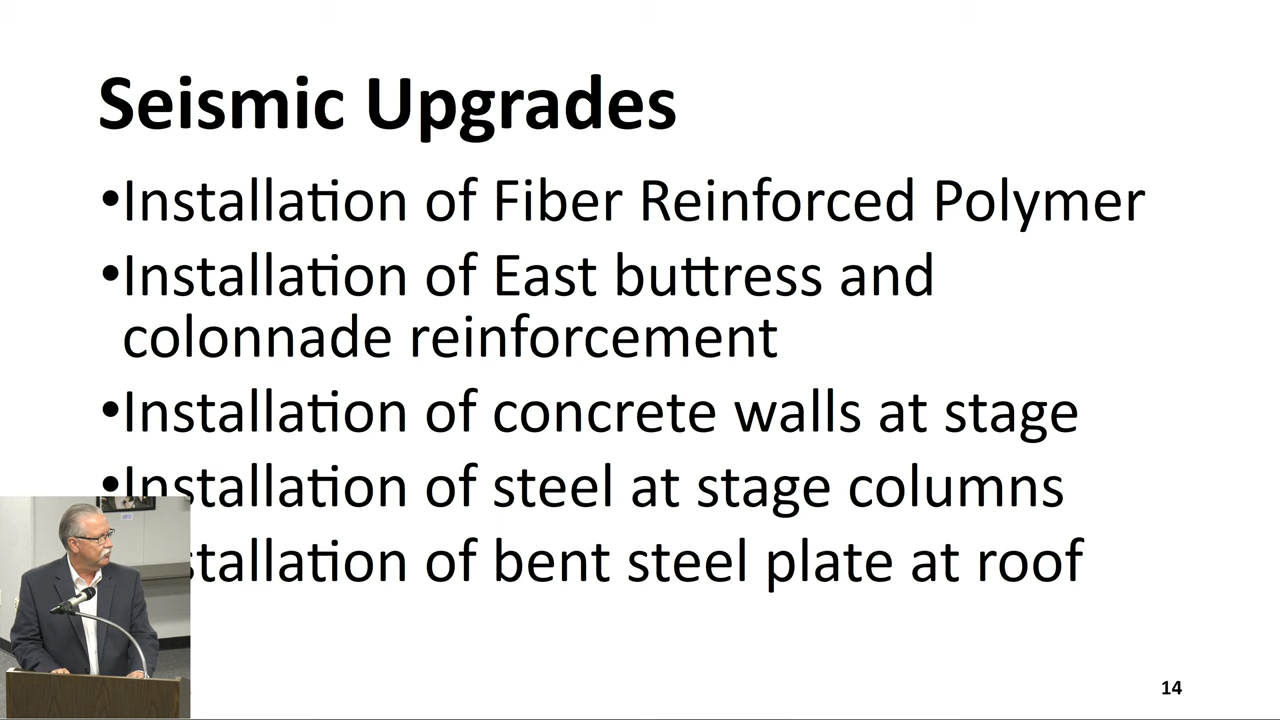 Seismic Upgrades
•Installation of Fiber Reinforced Polymer
•Installation of East buttress and
colonnade reinforcement
•Installation of concrete walls at stage
•Installation of steel at stage columns
stallation of bent steel plate at roof
14